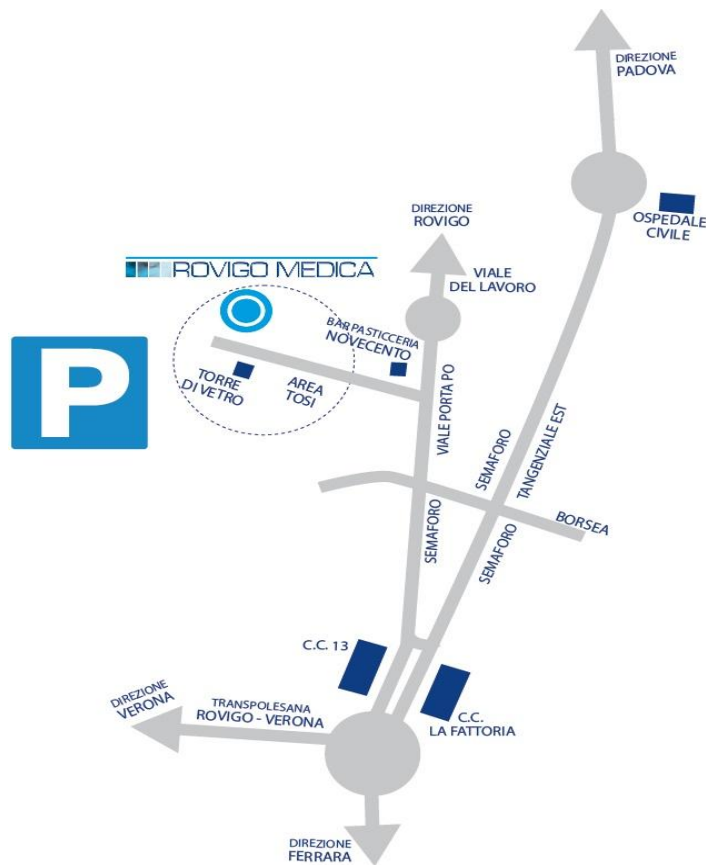 DIREZIONE
PADOVA
OSPEDALE
CIVILE
DIREZIONE
ROVIGO
VIALE
DEL LAVORO
ROVIGO MEDICA
BAR PASTICCERIA
NOVECENTO
P
TORRE
DI VETRO
AREA
TOSI
VIALE PORTA PO
SEMAFORO
TANGENZIALE EST
SEMAFORO
SEMAFORO
BORSEA
C.C. 13
C.C.
LA FATTORIA
DIREZIONE
VERONA
TRANSPOLESANA
ROVIGO - VERONA
DIREZIONE
FERRARA